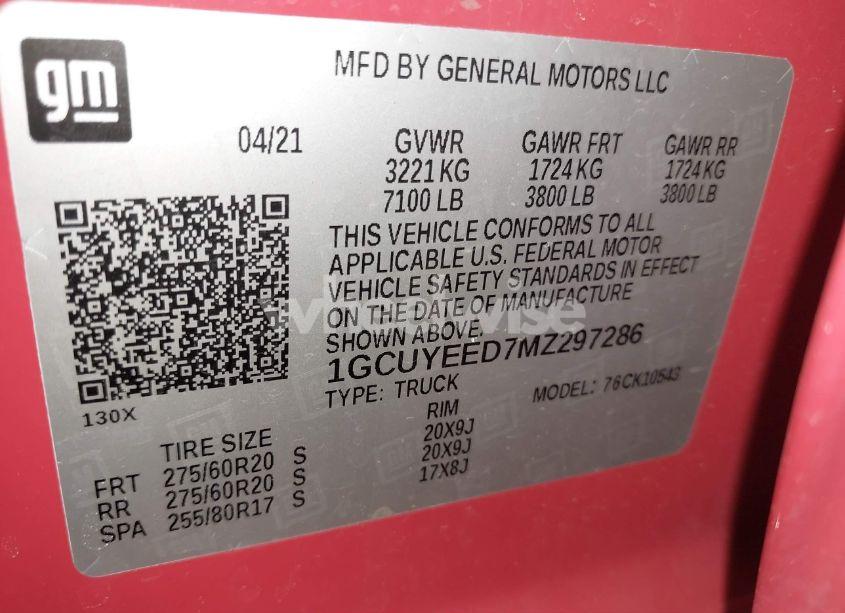 gm
MFD BY GENERAL MOTORS LLC
04/21 GVWR GAWR FRT GAWR RR
3221 KG 1724 KG 1724 KG
7100 LB 3800 LB 3800 LB
THIS VEHICLE CONFORMS TO ALL
APPLICABLE U.S. FEDERAL MOTOR
VEHICLE SAFETY STANDARDS IN EFFECT
ON THE DATE OF MANUFACTURE
SHOWN ABOVE.
1GCUYEED7MZ297286
TYPE: TRUCK MODEL: 76CK10543
130X
TIRE SIZE RIM
FRT 275/60R20 S 20X9J
RR 275/60R20 S 20X9J
SPA 255/80R17 S 17X8J